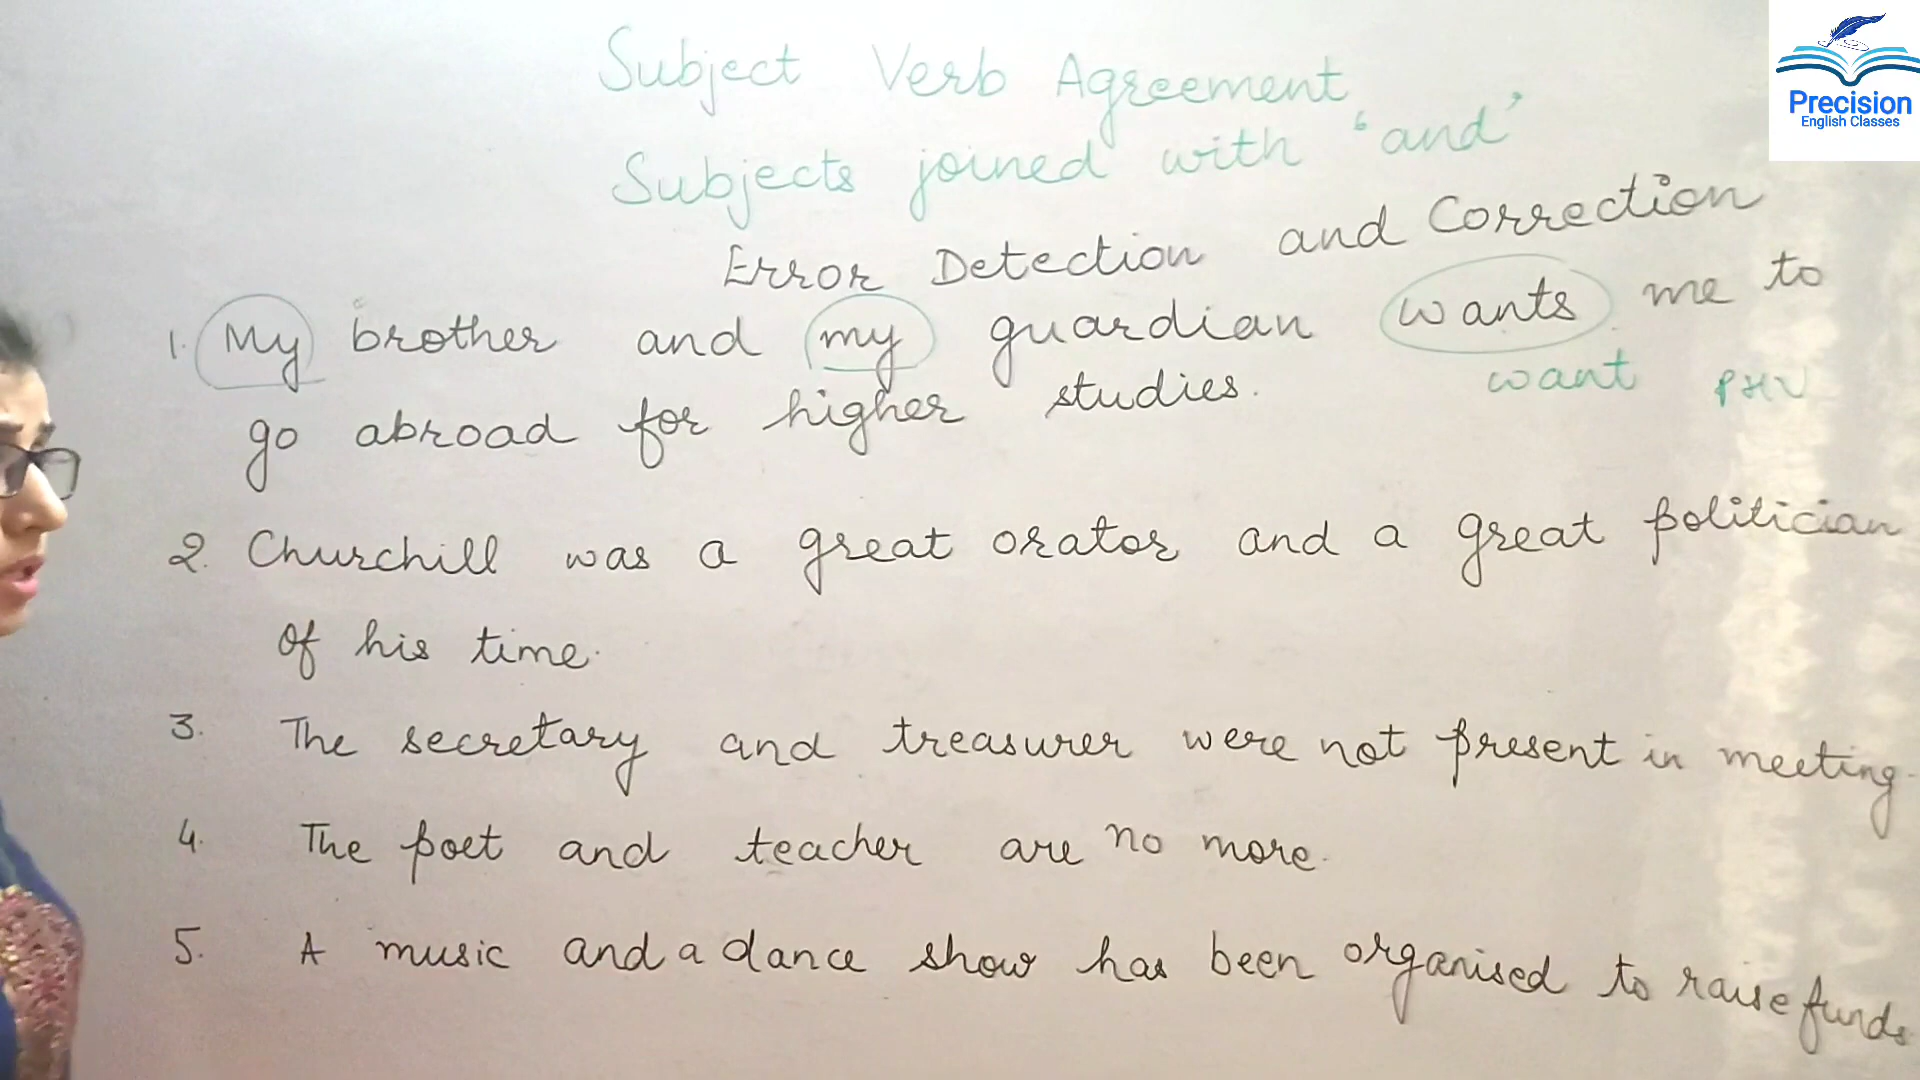 Precision
English Classes
Subject Verb Agreement
Subjects joined with 'and'
Error Detection and Correction
1. My brother and my guardian wants me to
want
go abroad for higher studies.
2. Churchill was a great orator and a great politician
of his time.
3. The secretary and treasurer were not present in meeting.
4. The poet and teacher are no more.
5. A music and a dance show has been organised to raise funds